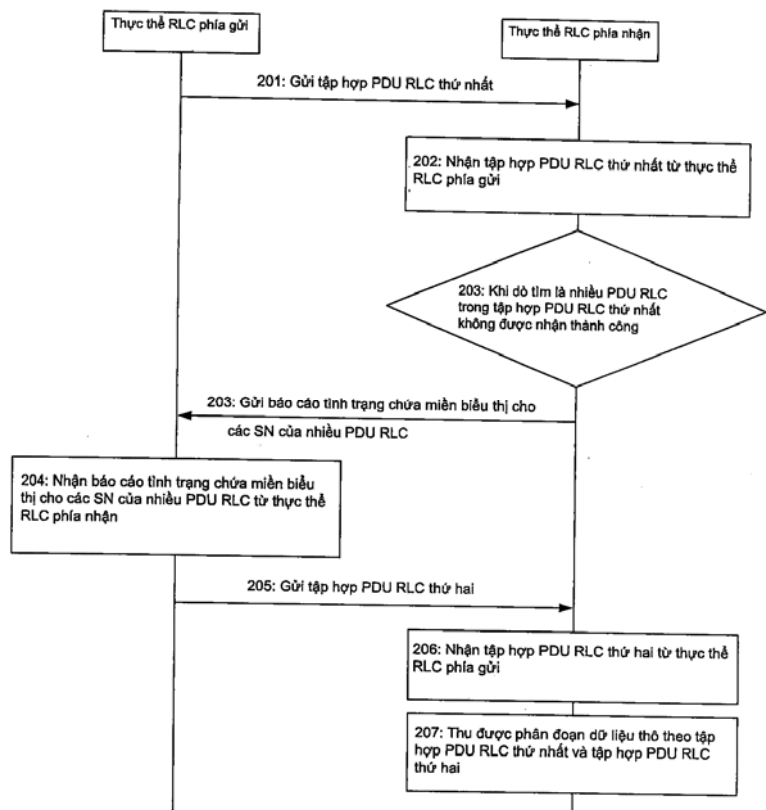 Thực thể RLC phía gửi
Thực thể RLC phía nhận
201: Gửi tập hợp PDU RLC thứ nhất
202: Nhận tập hợp PDU RLC thứ nhất từ thực thể
RLC phía gửi
203: Khi dò tìm là nhiều PDU RLC
trong tập hợp PDU RLC thứ nhất
không được nhận thành công
203: Gửi báo cáo tình trạng chứa miền biểu thị cho
các SN của nhiều PDU RLC
204: Nhận báo cáo tình trạng chứa miền biểu
thị cho các SN của nhiều PDU RLC từ thực thể
RLC phía nhận
205: Gửi tập hợp PDU RLC thứ hai
206: Nhận tập hợp PDU RLC thứ hai từ thực thể
RLC phía gửi
207: Thu được phân đoạn dữ liệu thô theo tập
hợp PDU RLC thứ nhất và tập hợp PDU RLC
thứ hai